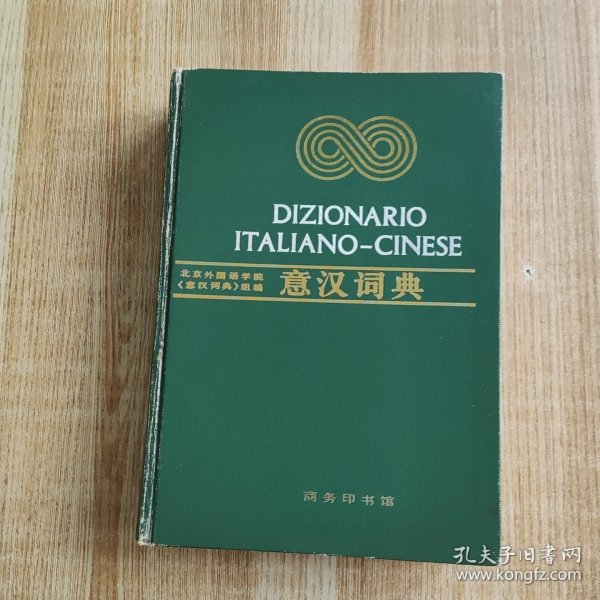 DIZIONARIO
ITALIANO-CINESE
北京外国语学院
《意汉词典》组编
意汉词典
商务印书馆
孔夫子旧书网
www.kongfz.com